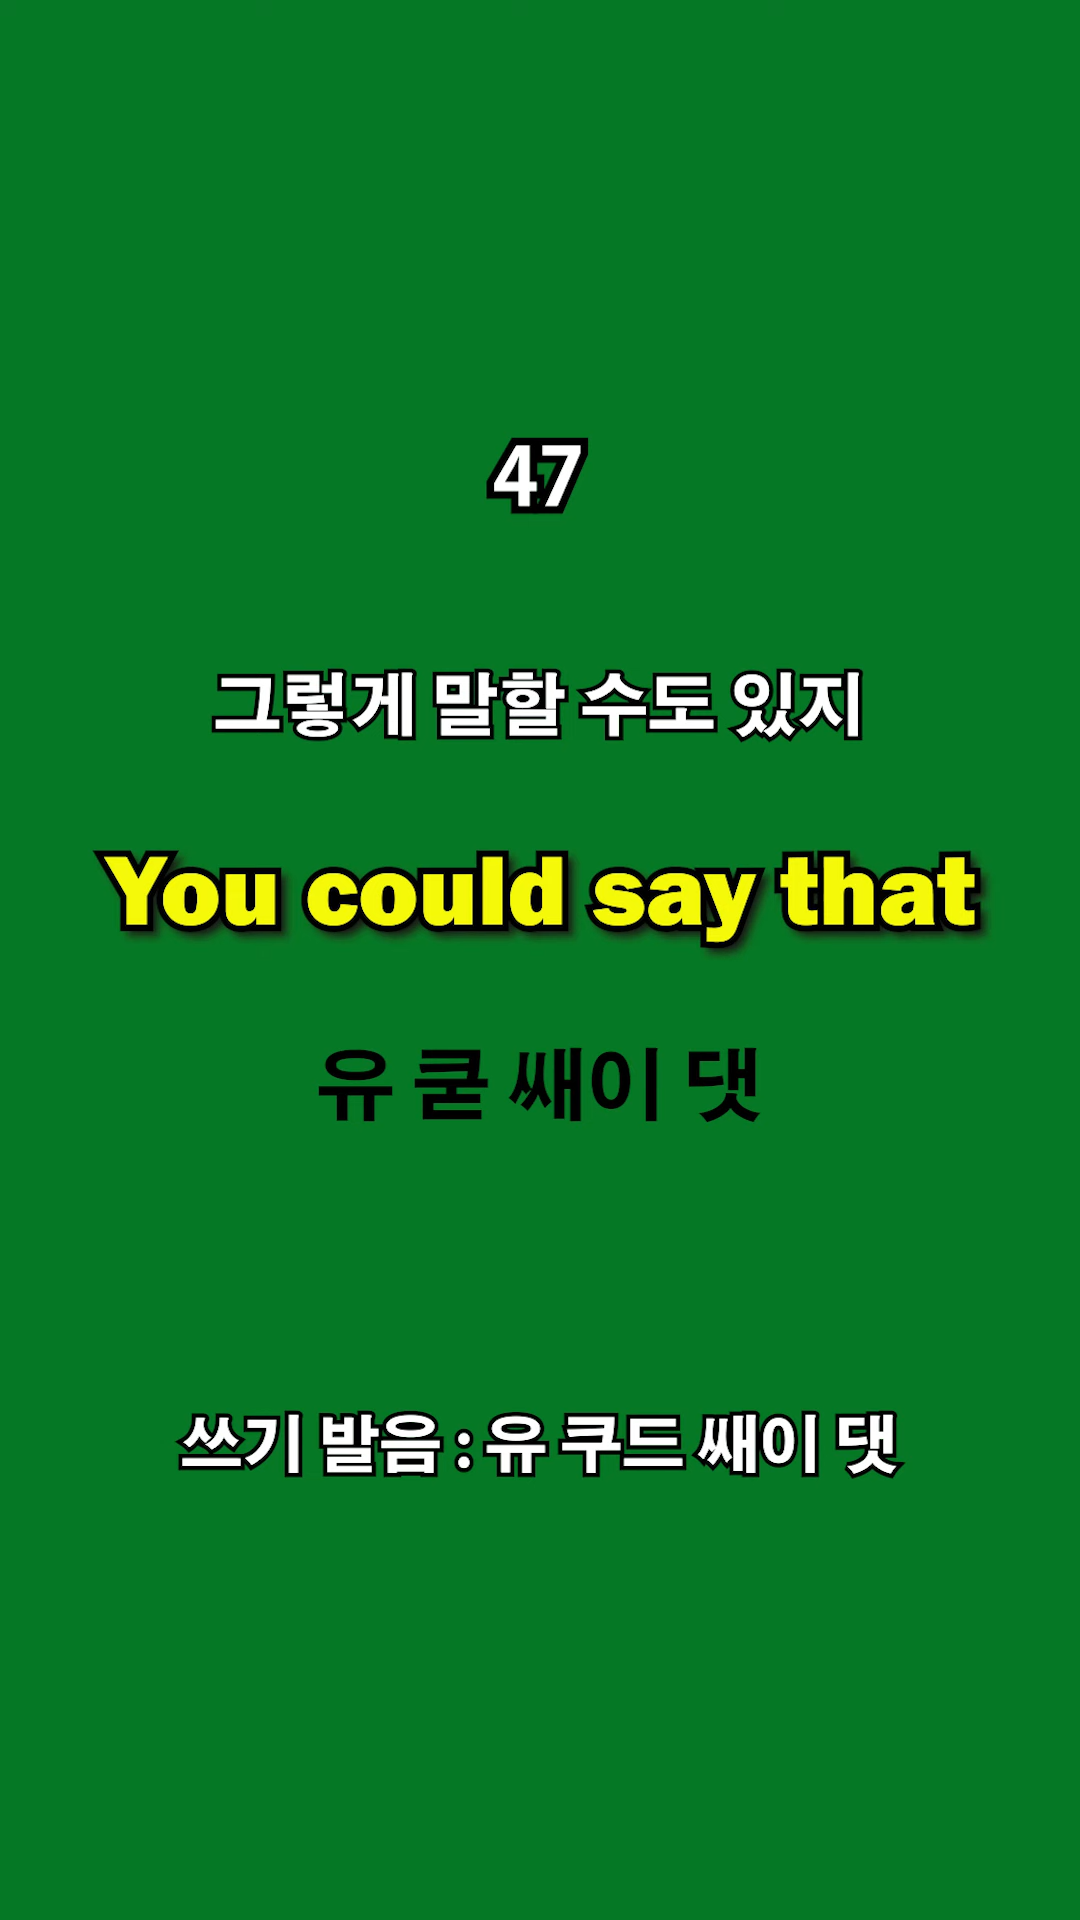 47
그렇게 말할 수도 있지
You could say that
유 쿧 쌔이 댓
쓰기 발음 : 유 쿠드 쌔이 댓